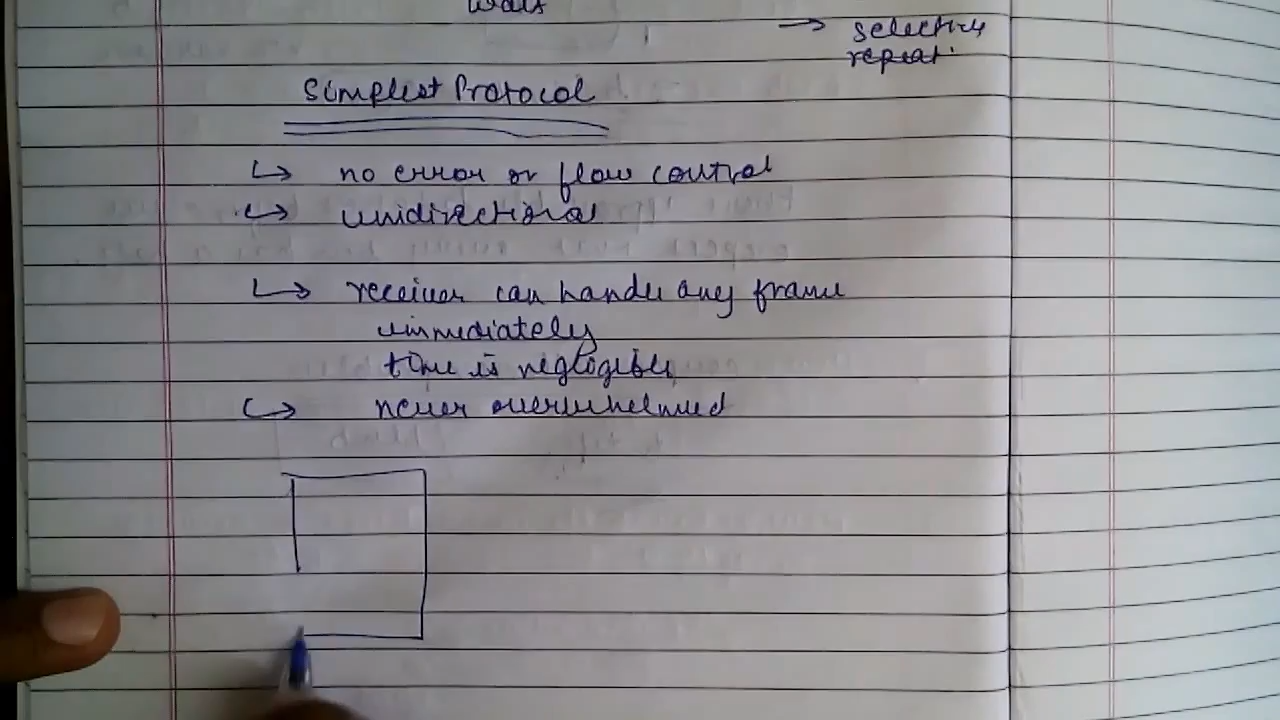 wait
→ selective
repeat
Simplest Protocol
↳ no error or flow control
↳ unidirectional
↳ receiver can handle any frame
immediately
time is negligible
↳ never overwhelmed